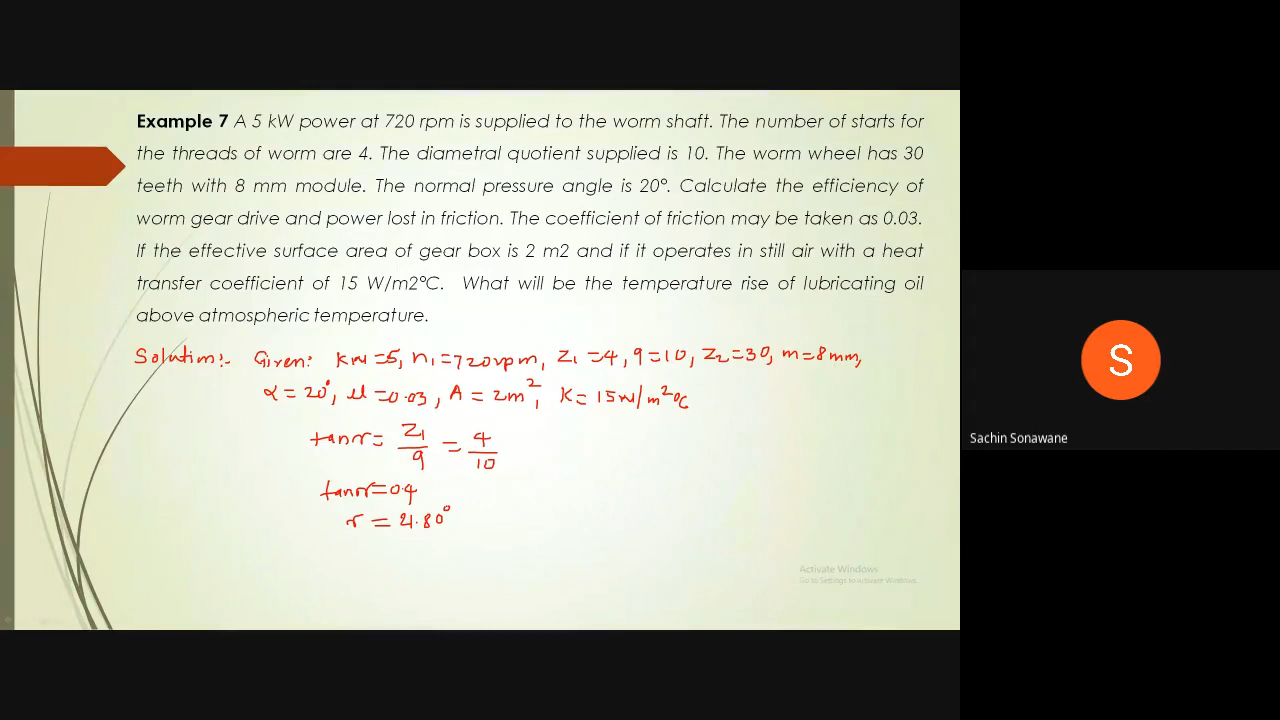 Example 7 A 5 kW power at 720 rpm is supplied to the worm shaft. The number of starts for
the threads of worm are 4. The diametral quotient supplied is 10. The worm wheel has 30
teeth with 8 mm module. The normal pressure angle is 20°. Calculate the efficiency of
worm gear drive and power lost in friction. The coefficient of friction may be taken as 0.03.
If the effective surface area of gear box is 2 m2 and if it operates in still air with a heat
transfer coefficient of 15 W/m2°C. What will be the temperature rise of lubricating oil
above atmospheric temperature.
Solution:- Given: kW = 5, n1 = 720 rpm, Z1 = 4, q = 10, Z2 = 30, m = 8 mm,
α = 20°, μ = 0.03, A = 2m², K = 15 W/m²°C
tanr = Z1/q = 4/10
tanr = 0.4
r = 21.80°
Activate Windows
Go to Settings to Activate Windows.
S
Sachin Sonawane